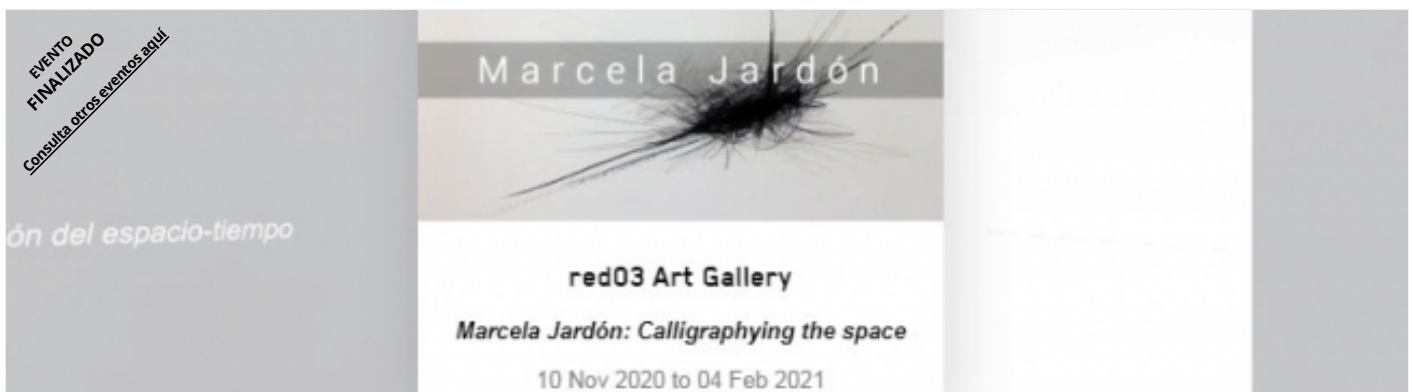 EVENTO
FINALIZADO
Consulta otros eventos aquí
ón del espacio-tiempo
Marcela Jardón
red03 Art Gallery
Marcela Jardón: Calligraphying the space
10 Nov 2020 to 04 Feb 2021